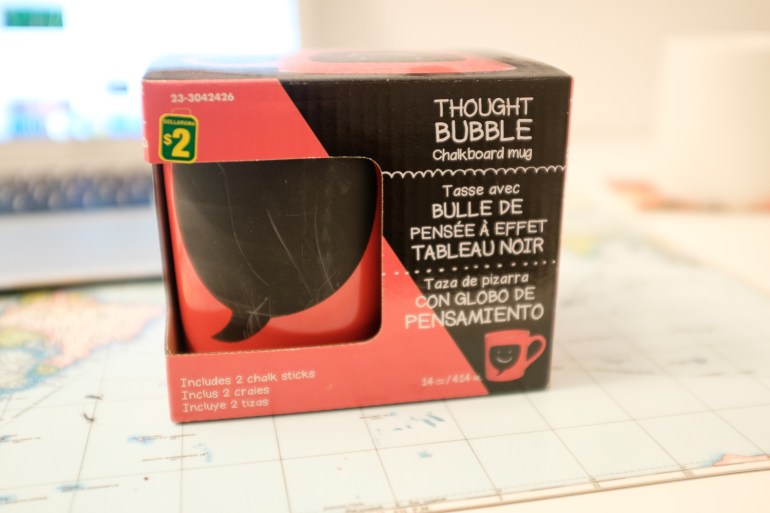 23-3042426
DOLLARAMA
$2
THOUGHT
BUBBLE
Chalkboard mug
Tasse avec
BULLE DE
PENSÉE À EFFET
TABLEAU NOIR
Taza de pizarra
CON GLOBO DE
PENSAMIENTO
14 oz / 414 mL
Includes 2 chalk sticks
Inclus 2 craies
Incluye 2 tizas